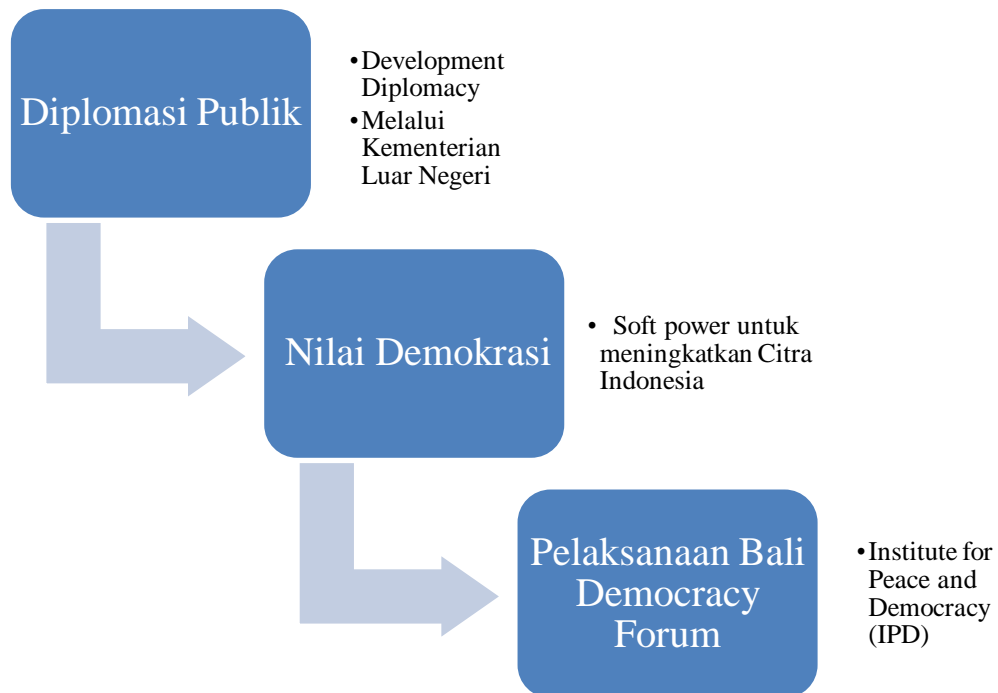 Diplomasi Publik
•Development
Diplomacy
•Melalui
Kementerian
Luar Negeri
Nilai Demokrasi
• Soft power untuk
meningkatkan Citra
Indonesia
Pelaksanaan Bali
Democracy
Forum
•Institute for
Peace and
Democracy
(IPD)